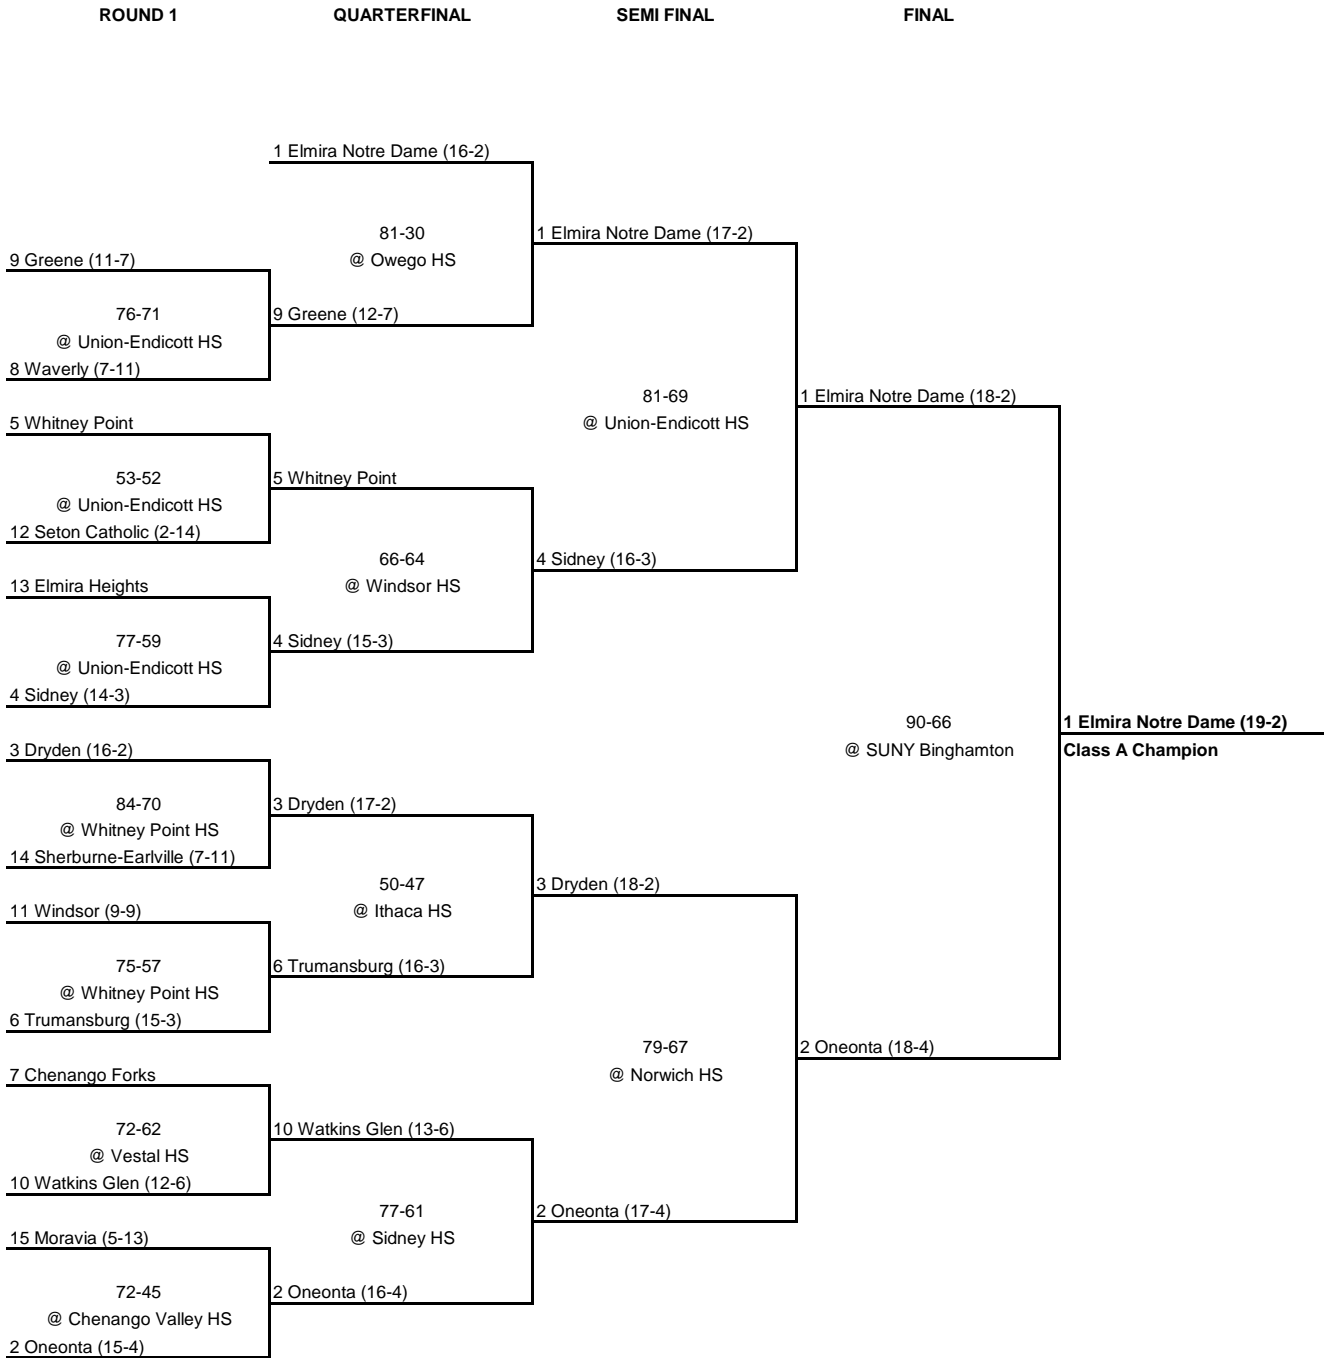 ROUND 1 QUARTERFINAL SEMI FINAL FINAL
1 Elmira Notre Dame (16-2)
81-30 1 Elmira Notre Dame (17-2)
9 Greene (11-7) @ Owego HS
76-71 9 Greene (12-7)
@ Union-Endicott HS
8 Waverly (7-11)
81-69 1 Elmira Notre Dame (18-2)
5 Whitney Point @ Union-Endicott HS
53-52 5 Whitney Point
@ Union-Endicott HS
12 Seton Catholic (2-14)
66-64 4 Sidney (16-3)
13 Elmira Heights @ Windsor HS
77-59 4 Sidney (15-3)
@ Union-Endicott HS
4 Sidney (14-3)
90-66 1 Elmira Notre Dame (19-2)
3 Dryden (16-2) @ SUNY Binghamton Class A Champion
84-70 3 Dryden (17-2)
@ Whitney Point HS
14 Sherburne-Earlville (7-11)
50-47 3 Dryden (18-2)
11 Windsor (9-9) @ Ithaca HS
75-57 6 Trumansburg (16-3)
@ Whitney Point HS
6 Trumansburg (15-3)
79-67 2 Oneonta (18-4)
7 Chenango Forks @ Norwich HS
72-62 10 Watkins Glen (13-6)
@ Vestal HS
10 Watkins Glen (12-6)
77-61 2 Oneonta (17-4)
15 Moravia (5-13) @ Sidney HS
72-45 2 Oneonta (16-4)
@ Chenango Valley HS
2 Oneonta (15-4)